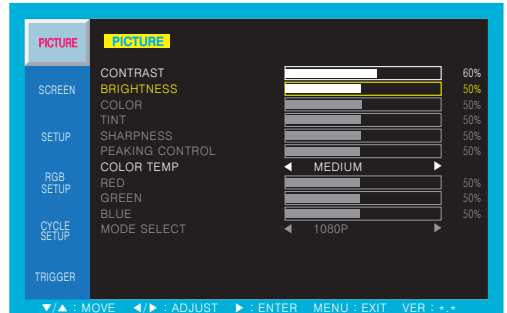 PICTURE
SCREEN
SETUP
RGB
SETUP
CYCLE
SETUP
TRIGGER
PICTURE
CONTRAST 60%
BRIGHTNESS 50%
COLOR 50%
TINT 50%
SHARPNESS 50%
PEAKING CONTROL 50%
COLOR TEMP ◀ MEDIUM ▶
RED 50%
GREEN 50%
BLUE 50%
MODE SELECT ◀ 1080P ▶
▼/▲ : MOVE ◀/▶ : ADJUST ▶ : ENTER MENU : EXIT VER : *.*